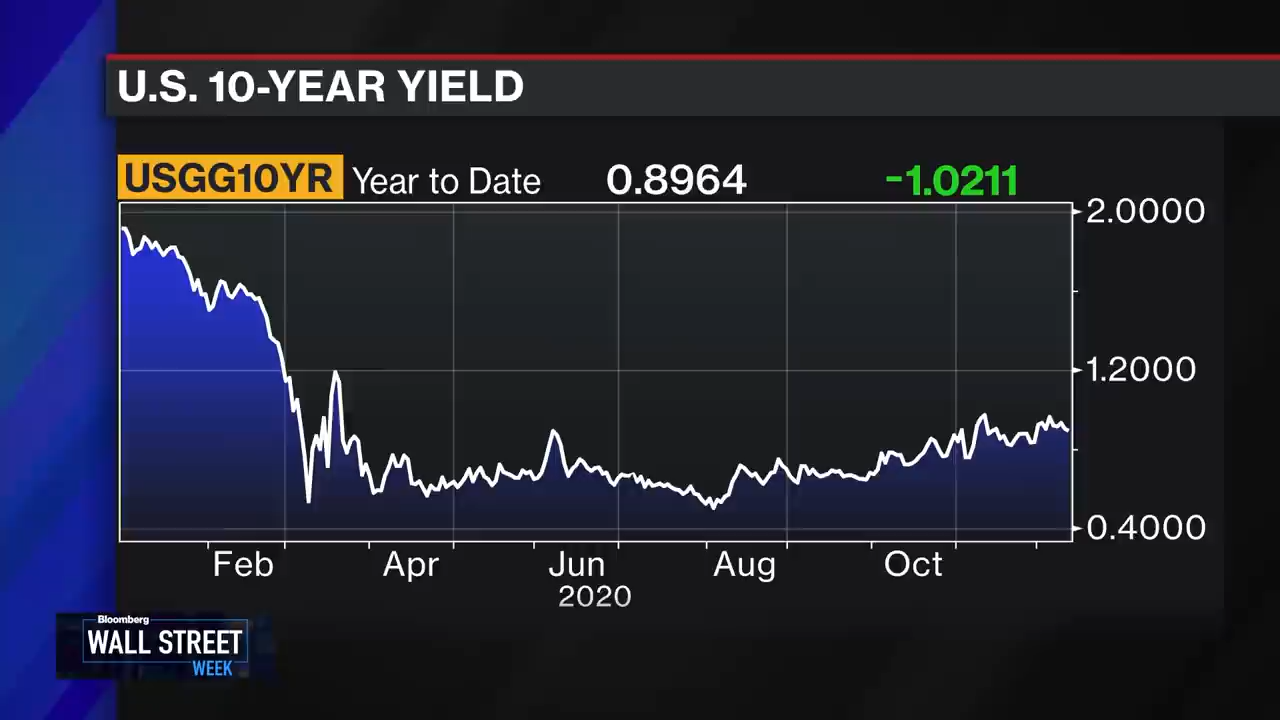 U.S. 10-YEAR YIELD
USGG10YR Year to Date 0.8964 -1.0211
2.0000
1.2000
0.4000
Feb Apr Jun Aug Oct
2020
Bloomberg
WALL STREET
WEEK